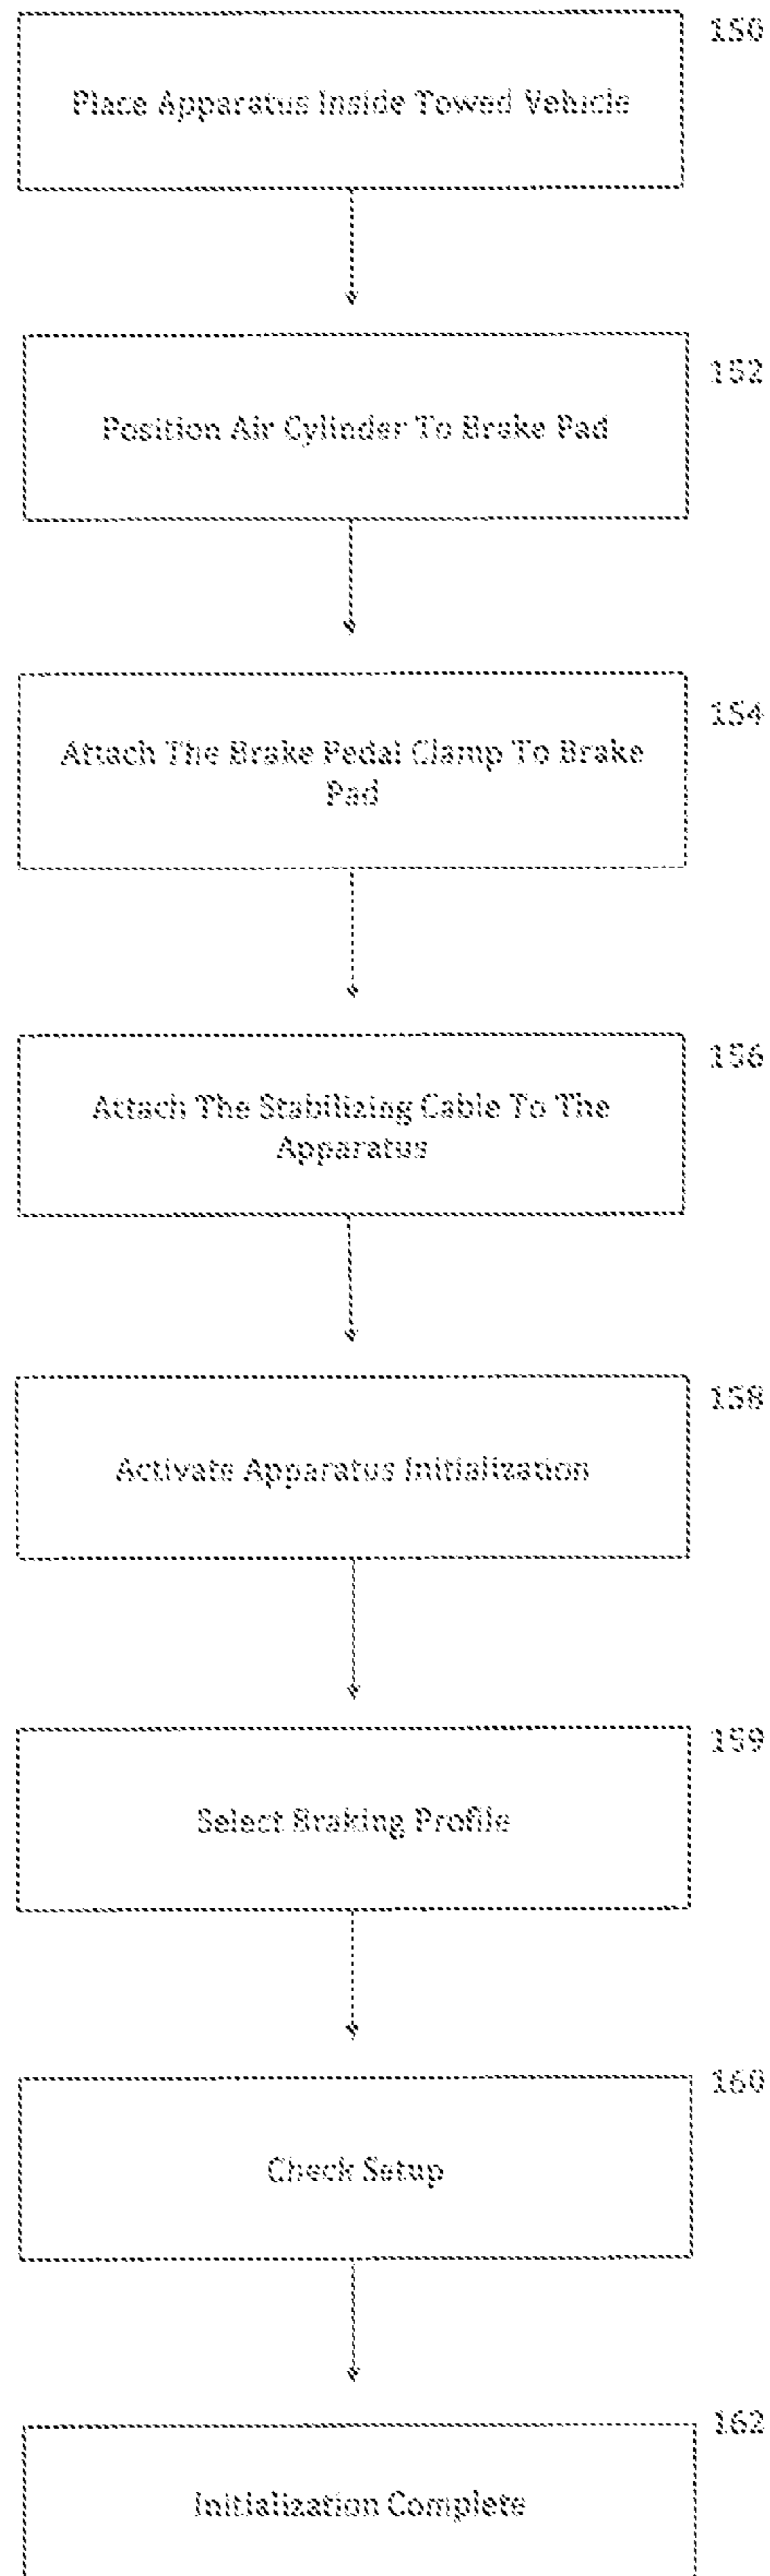 150
Place Apparatus Inside Towed Vehicle
152
Position Air Cylinder To Brake Pad
154
Attach The Brake Pedal Clamp To Brake
Pad
156
Attach The Stabilizing Cable To The
Apparatus
158
Activate Apparatus Initialization
159
Select Braking Profile
160
Check Setup
162
Initialization Complete